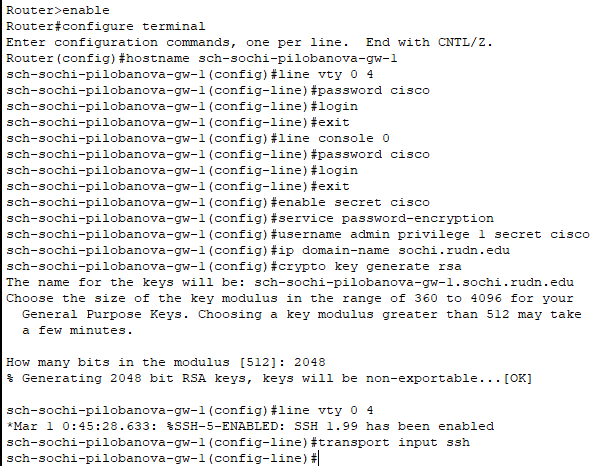 Router>enable
Router#configure terminal
Enter configuration commands, one per line.  End with CNTL/Z.
Router(config)#hostname sch-sochi-pilobanova-gw-1
sch-sochi-pilobanova-gw-1(config)#line vty 0 4
sch-sochi-pilobanova-gw-1(config-line)#password cisco
sch-sochi-pilobanova-gw-1(config-line)#login
sch-sochi-pilobanova-gw-1(config-line)#exit
sch-sochi-pilobanova-gw-1(config)#line console 0
sch-sochi-pilobanova-gw-1(config-line)#password cisco
sch-sochi-pilobanova-gw-1(config-line)#login
sch-sochi-pilobanova-gw-1(config-line)#exit
sch-sochi-pilobanova-gw-1(config)#enable secret cisco
sch-sochi-pilobanova-gw-1(config)#service password-encryption
sch-sochi-pilobanova-gw-1(config)#username admin privilege 1 secret cisco
sch-sochi-pilobanova-gw-1(config)#ip domain-name sochi.rudn.edu
sch-sochi-pilobanova-gw-1(config)#crypto key generate rsa
The name for the keys will be: sch-sochi-pilobanova-gw-1.sochi.rudn.edu
Choose the size of the key modulus in the range of 360 to 4096 for your
  General Purpose Keys. Choosing a key modulus greater than 512 may take
  a few minutes.

How many bits in the modulus [512]: 2048
% Generating 2048 bit RSA keys, keys will be non-exportable...[OK]

sch-sochi-pilobanova-gw-1(config)#line vty 0 4
*Mar 1 0:45:28.633: %SSH-5-ENABLED: SSH 1.99 has been enabled
sch-sochi-pilobanova-gw-1(config-line)#transport input ssh
sch-sochi-pilobanova-gw-1(config-line)#